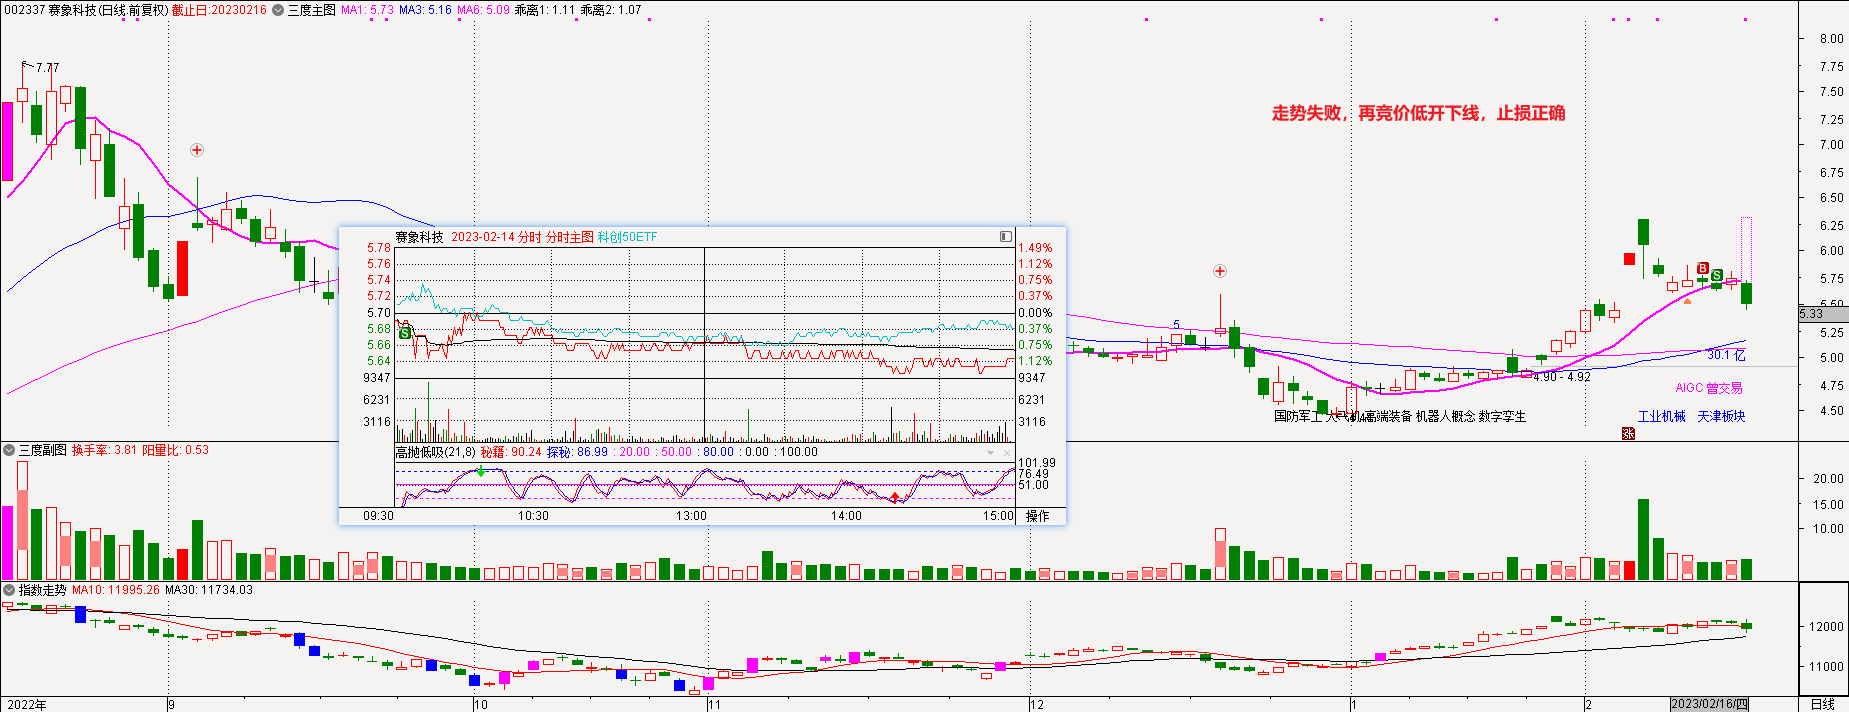 002337 赛象科技(日线.前复权) 截止日:20230216 三度主图 MA1: 5.73 MA3: 5.16 MA6: 5.09 乖离1: 1.11 乖离2: 1.07
7.77
走势失败，再竞价低开下线，止损正确
8.00
7.75
7.50
7.25
7.00
6.75
6.50
6.25
6.00
5.75
5.50
5.33
5.25
5.00
4.75
4.50
赛象科技 2023-02-14 分时 分时主图 科创50ETF
5.78 1.49%
5.76 1.12%
5.74 0.75%
5.72 0.37%
5.70 0.00%
5.68 0.37%
5.66 0.75%
5.64 1.12%
9347 9347
6231 6231
3116 3116
S
高抛低吸(21,8) 秘籍: 90.24 探秘: 86.99 : 20.00 : 50.00 : 80.00 : 0.00 : 100.00
101.99
76.49
51.00
09:30 10:30 13:00 14:00 15:00 操作
5
B S
30.1 亿
4.90 - 4.92
AIGC 曾交易
国防军工 高端装备 机器人概念 数字孪生
工业机械 天津板块
涨
三度副图 换手率: 3.81 阳量比: 0.53
20.00
15.00
10.00
指数走势 MA10: 11995.26 MA30: 11734.03
12000
11000
2022年 9 10 11 12 1 2 2023/02/16/四 日线